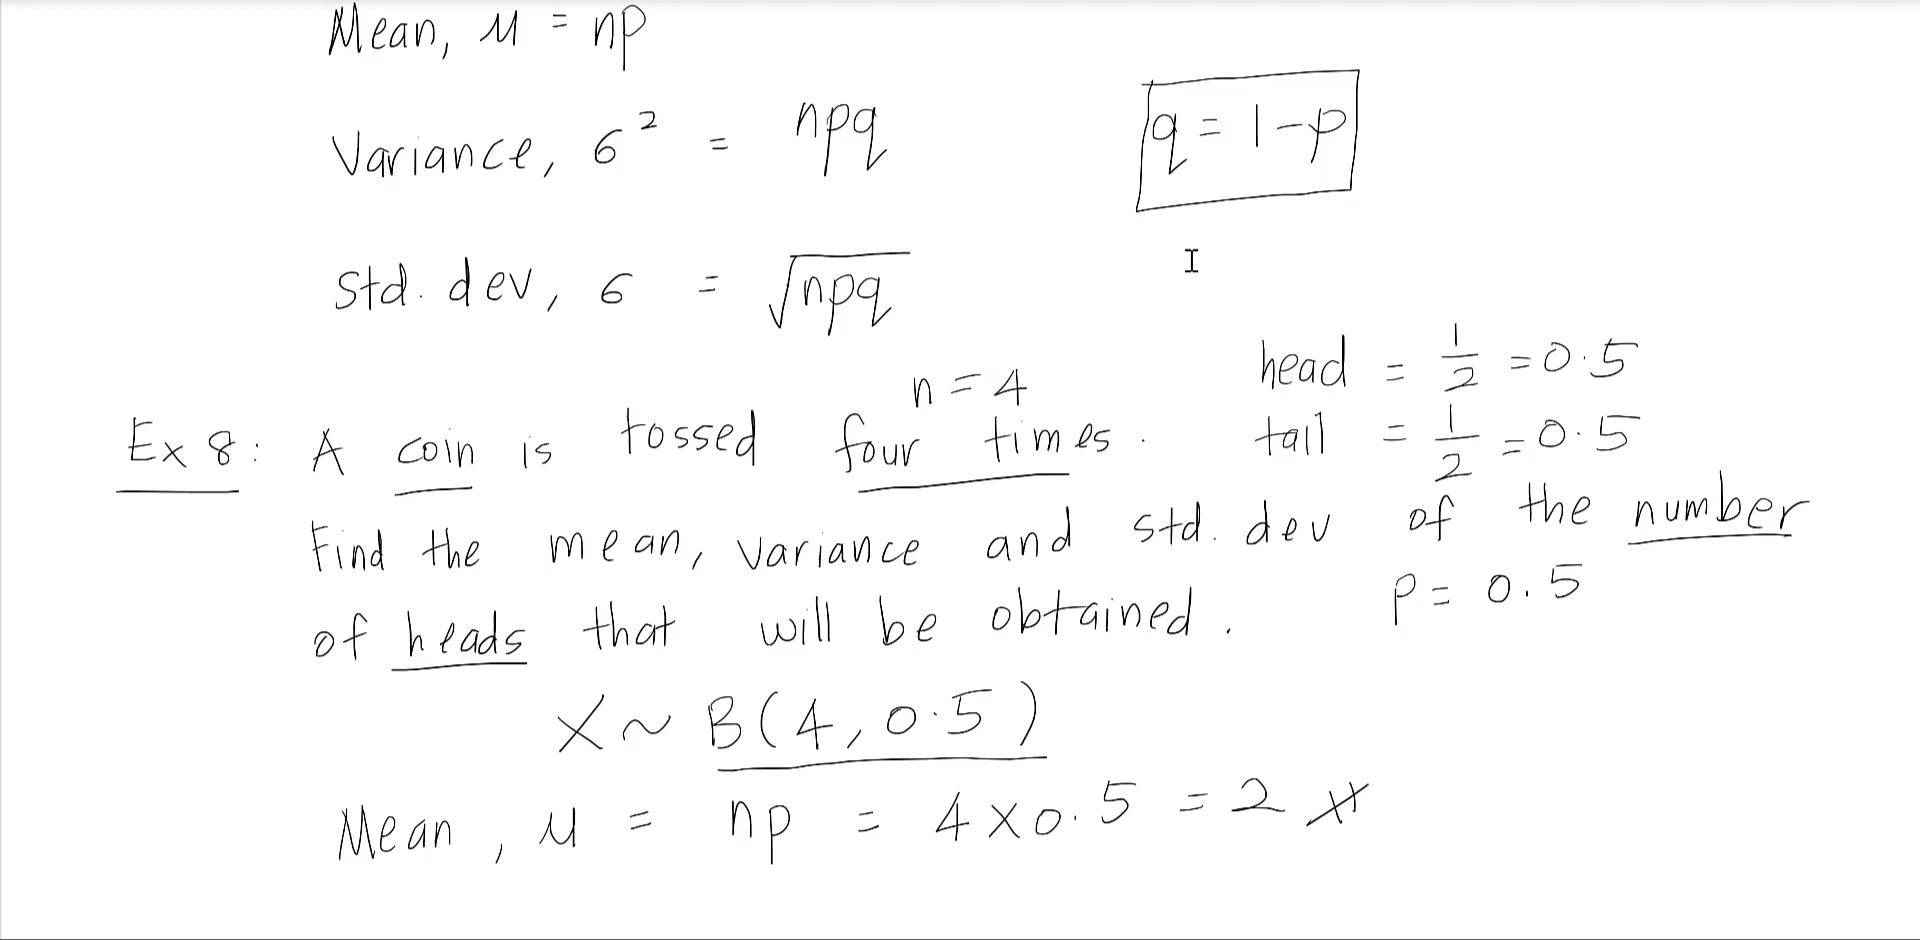 Mean, μ = np
Variance, σ² = npq
q = 1-p
Std. dev, σ = √npq
n = 4
head = 1/2 = 0.5
Ex 8: A coin is tossed four times.
tail = 1/2 = 0.5
Find the mean, variance and std. dev of the number
p = 0.5
of heads that will be obtained.
X ~ B(4, 0.5)
Mean, μ = np = 4 × 0.5 = 2